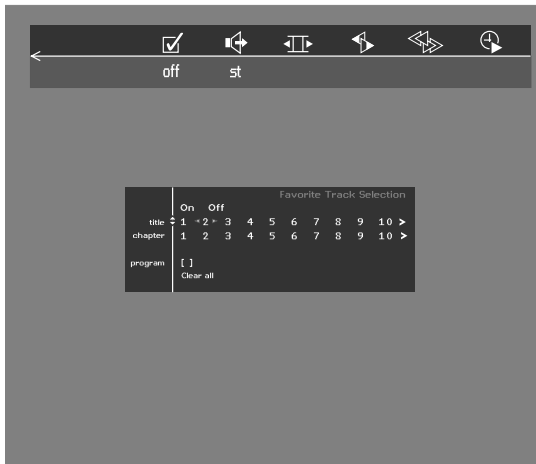 off st
Favorite Track Selection
On Off
title 1 2 3 4 5 6 7 8 9 10 >
chapter 1 2 3 4 5 6 7 8 9 10 >
program [ ]
Clear all